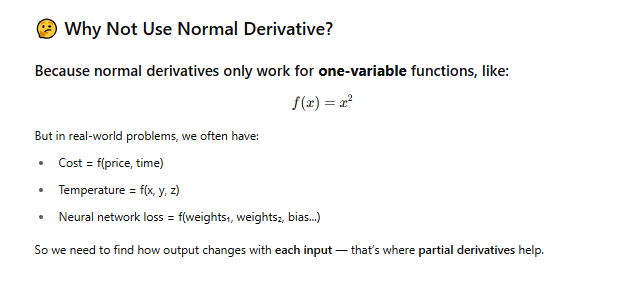 🤔 Why Not Use Normal Derivative?
Because normal derivatives only work for one-variable functions, like:
f(x) = x²
But in real-world problems, we often have:
• Cost = f(price, time)
• Temperature = f(x, y, z)
• Neural network loss = f(weights₁, weights₂, bias...)
So we need to find how output changes with each input — that's where partial derivatives help.